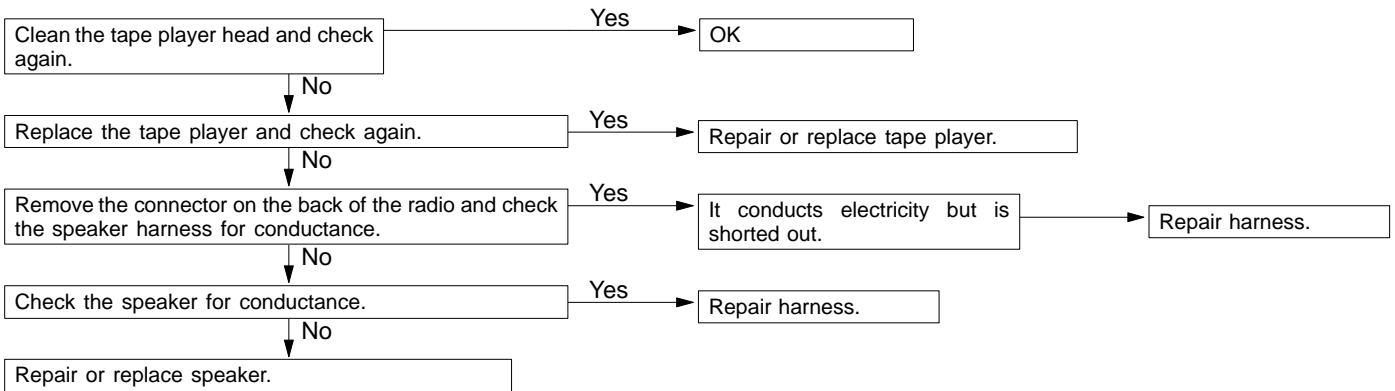 Clean the tape player head and check
again.
Yes
OK
No
Replace the tape player and check again.
Yes
Repair or replace tape player.
No
Remove the connector on the back of the radio and check
the speaker harness for conductance.
Yes
It conducts electricity but is
shorted out.
Repair harness.
No
Check the speaker for conductance.
Yes
Repair harness.
No
Repair or replace speaker.